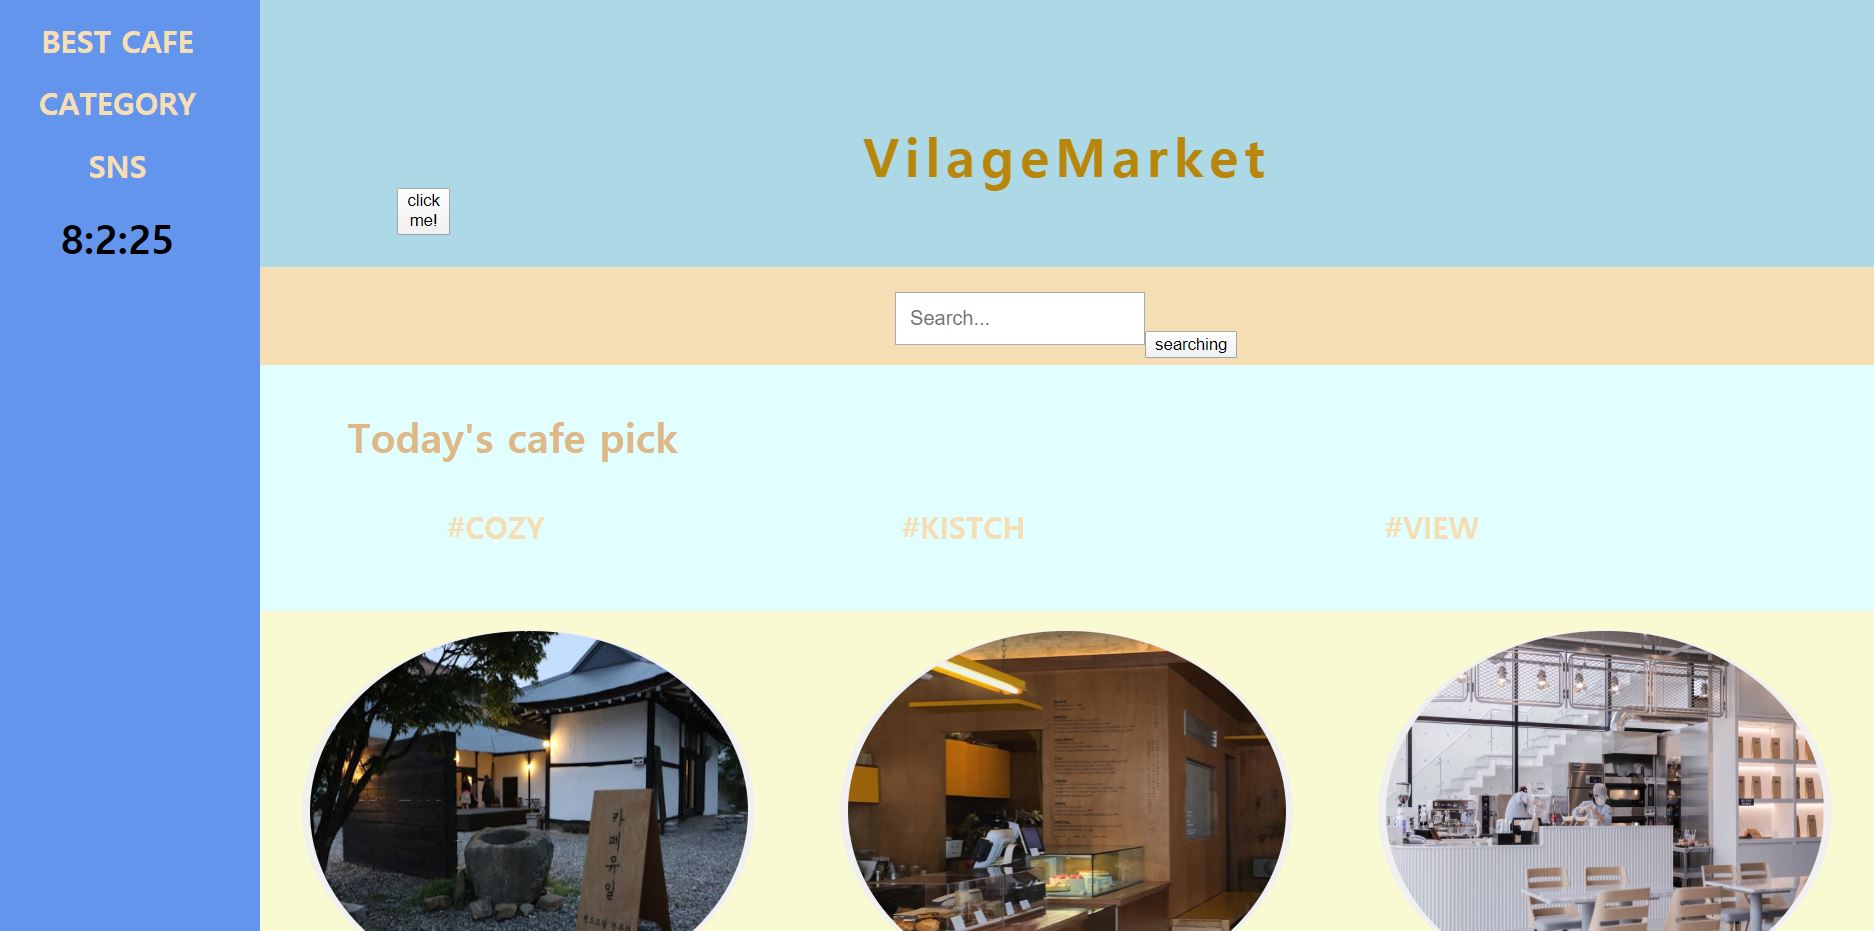 BEST CAFE
CATEGORY
SNS
8:2:25
VilageMarket
click
me!
Search...
searching
Today's cafe pick
#COZY
#KISTCH
#VIEW
카
페
유
일